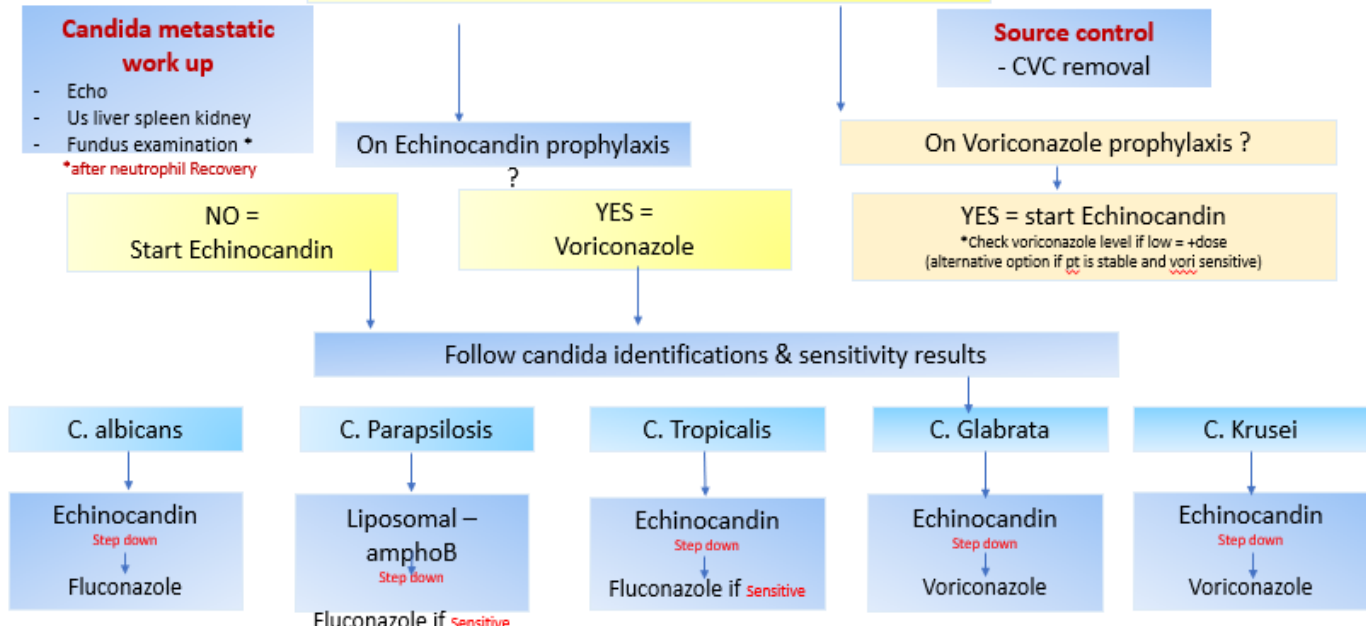 Candida metastatic
work up
- Echo
- Us liver spleen kidney
- Fundus examination *
*after neutrophil Recovery
Source control
- CVC removal
On Echinocandin prophylaxis
?
On Voriconazole prophylaxis ?
NO =
Start Echinocandin
YES =
Voriconazole
YES = start Echinocandin
*Check voriconazole level if low = +dose
(alternative option if pt is stable and vori sensitive)
Follow candida identifications & sensitivity results
C. albicans
C. Parapsilosis
C. Tropicalis
C. Glabrata
C. Krusei
Echinocandin
Step down
Fluconazole
Liposomal –
amphoB
Step down
Fluconazole if Sensitive
Echinocandin
Step down
Fluconazole if Sensitive
Echinocandin
Step down
Voriconazole
Echinocandin
Step down
Voriconazole